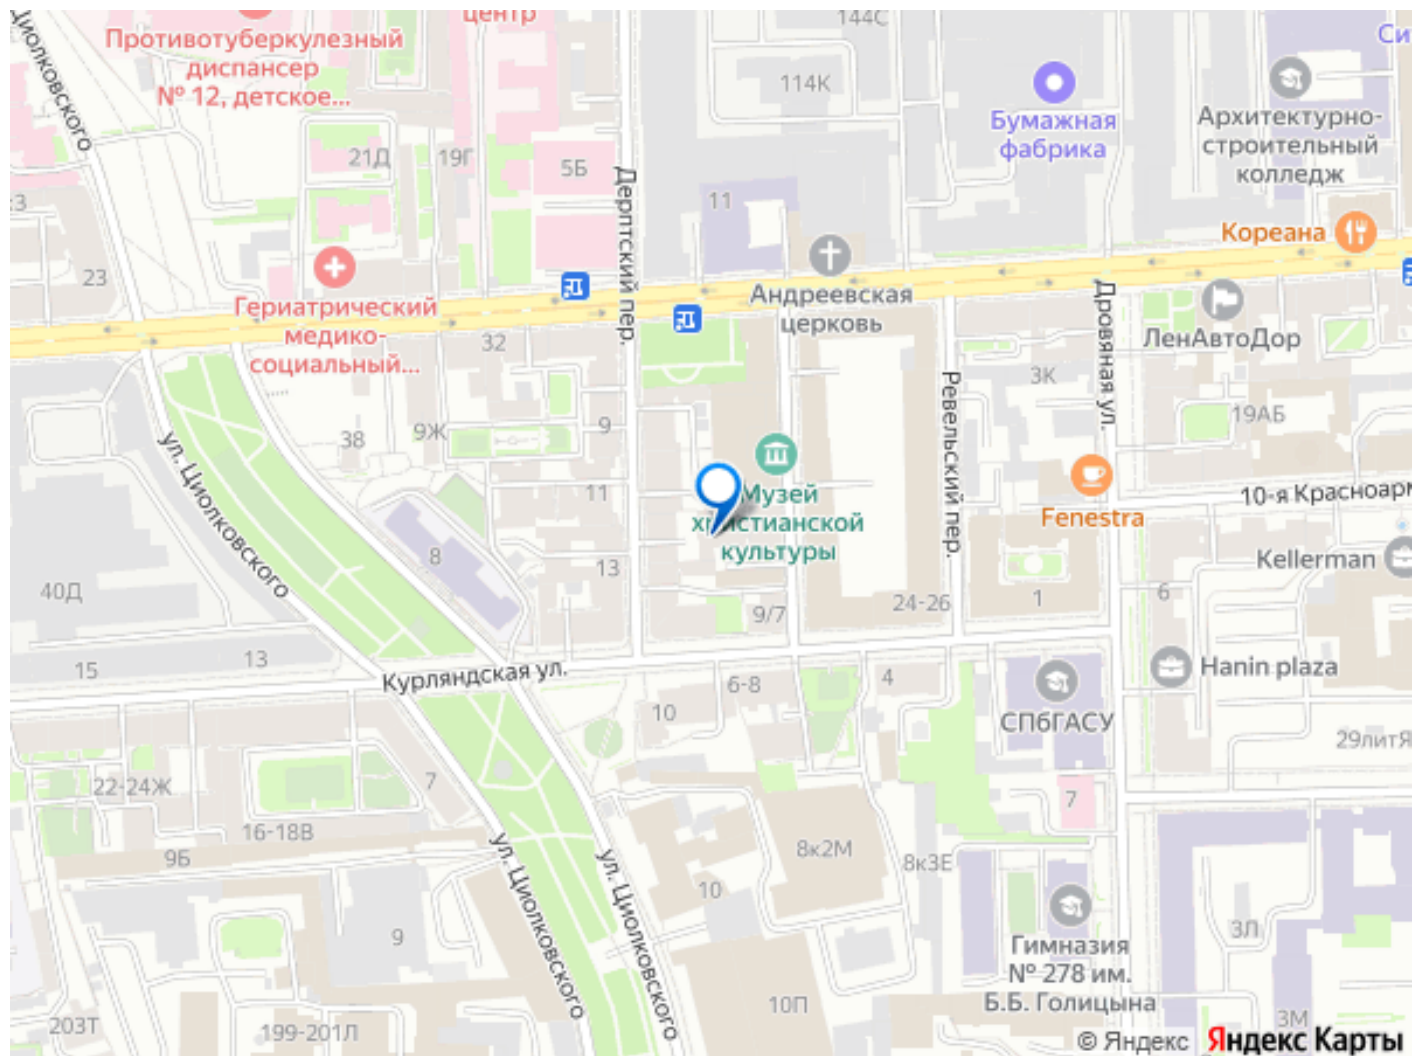 центр
144С
Си
Противотуберкулезный
диспансер
№ 12, детское...
114К
Бумажная
фабрика
Архитектурно-
строительный
колледж
Циолковского
21Д
19Г
5Б
11
Дерптский пер.
Кореана
23
Гериатрический
медико-
социальный...
32
Андреевская
церковь
Дровяная ул.
ЛенАвтоДор
3К
Ревельский пер.
19АБ
38
9Ж
9
ул. Циолковского
11
Музей
христианской
культуры
Fenestra
10-я Красноарм
Kellerman
8
13
40Д
9/7
24-26
1
6
15
13
Курляндская ул.
6-8
4
Hanin plaza
10
СПбГАСУ
29литЯ
22-24Ж
7
7
16-18В
9Б
ул. Циолковского
ул. Циолковского
8к2М
8к3Е
10
9
3Л
Гимназия
№ 278 им.
Б.Б. Голицына
10П
203Т
199-201Л
3М
© Яндекс
Яндекс Карты